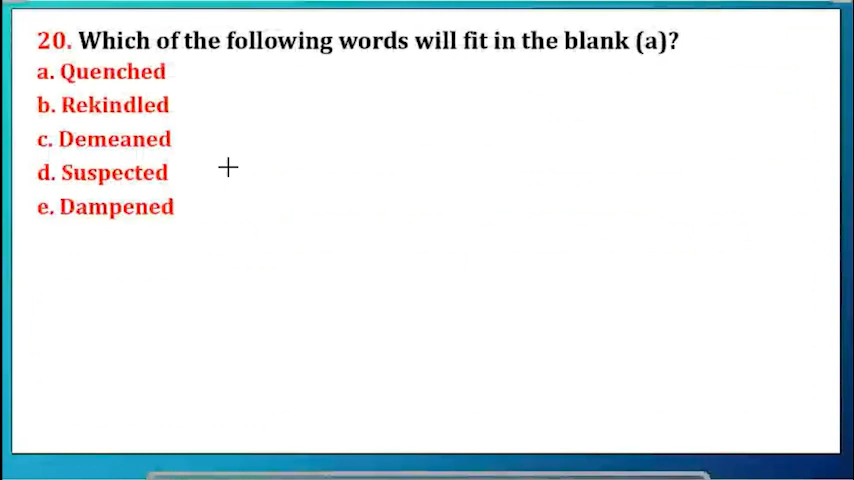 20. Which of the following words will fit in the blank (a)?
a. Quenched
b. Rekindled
c. Demeaned
d. Suspected
e. Dampened